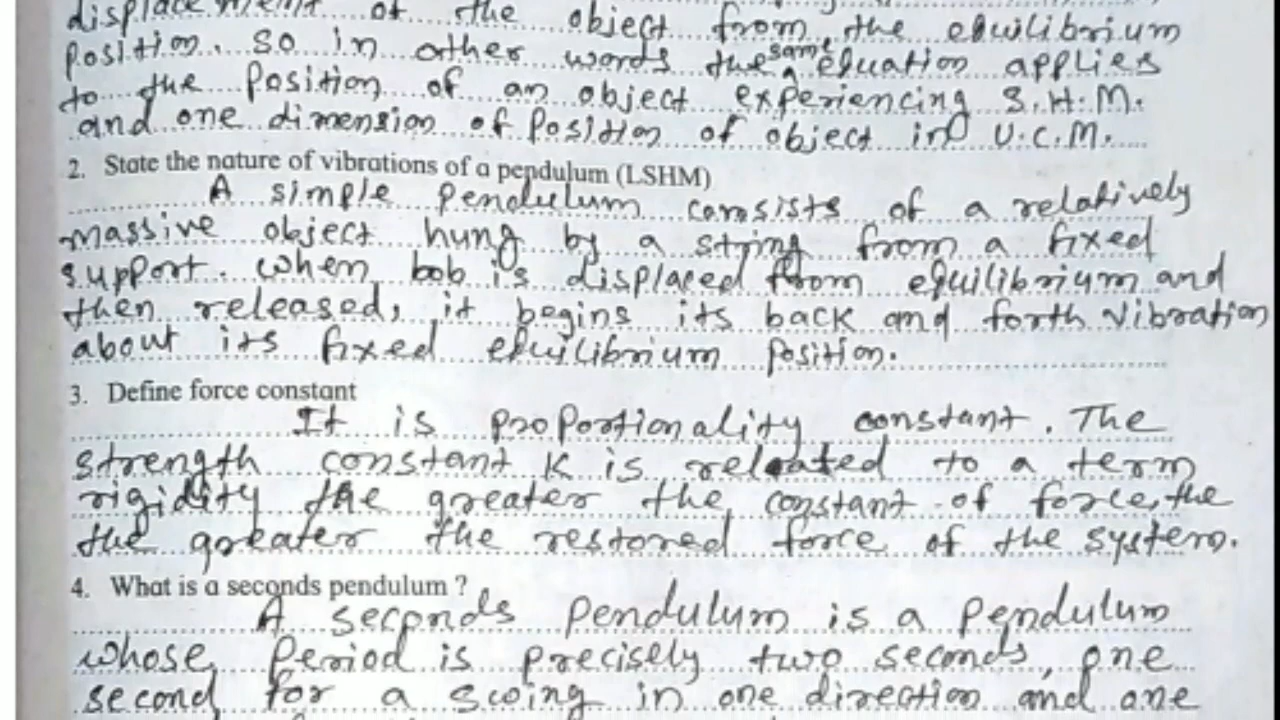 displacement of the object from the equilibrium
position. So in other words the same equation applies
to the position of an object experiencing S.H.M.
and one dimension of position of object in U.C.M.
2. State the nature of vibrations of a pendulum (LSHM)
A simple pendulum consists of a relatively
massive object hung by a string from a fixed
support. when bob is displaced from equilibrium and
then released, it begins its back and forth vibration
about its fixed equilibrium position.
3. Define force constant
It is proportionality constant. The
strength constant K is releated to a term
rigidity the greater the constant of force, the
the greater the restored force of the system.
4. What is a seconds pendulum ?
A seconds pendulum is a pendulum
whose period is precisely two seconds, one
second for a swing in one direction and one